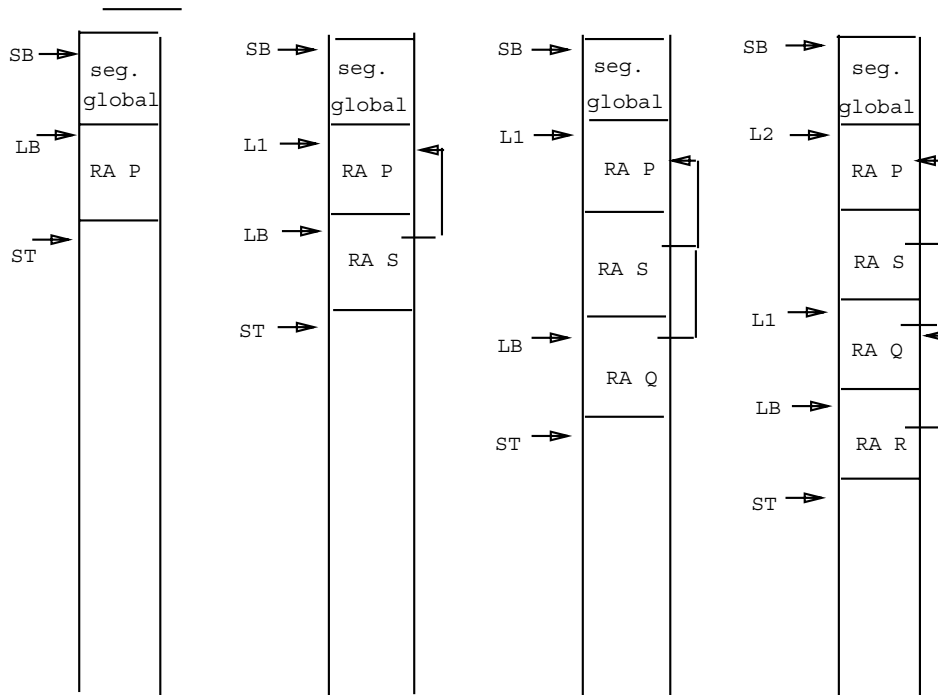 SB
seg.
global
LB
RA P
ST
SB
seg.
global
L1
RA P
LB
RA S
ST
SB
seg.
global
L1
RA P
RA S
LB
RA Q
ST
SB
seg.
global
L2
RA P
RA S
L1
RA Q
LB
RA R
ST